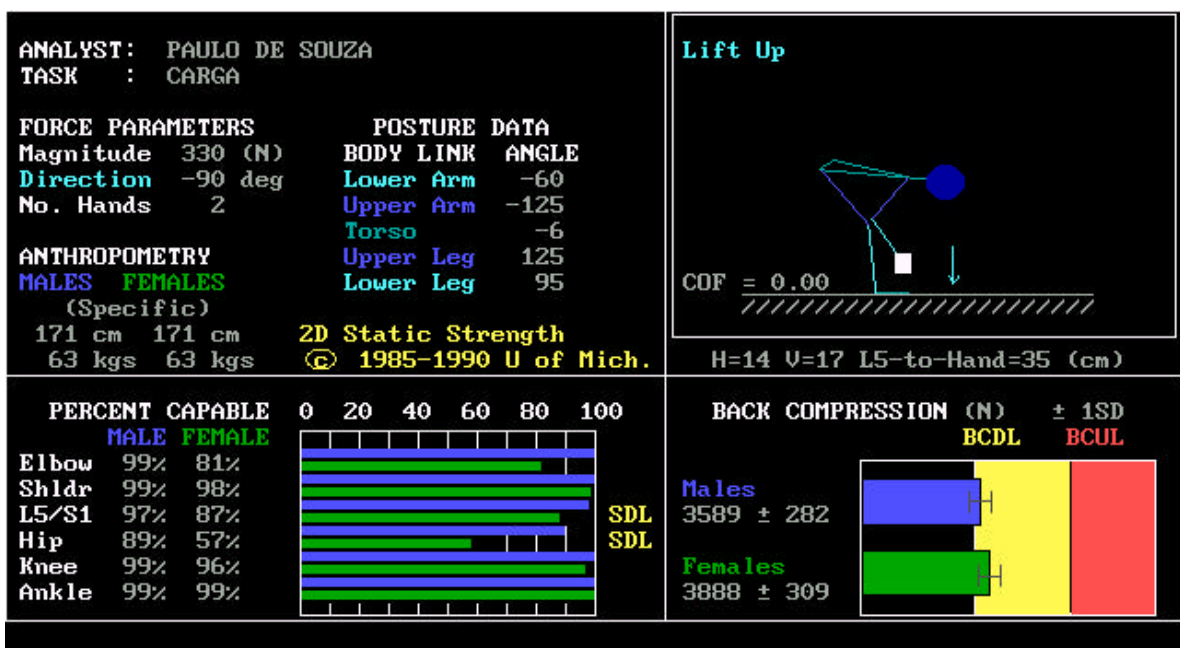 ANALYST: PAULO DE SOUZA
TASK : CARGA
FORCE PARAMETERS
Magnitude 330 (N)
Direction -90 deg
No. Hands 2
ANTHROPOMETRY
MALES FEMALES
(Specific)
171 cm 171 cm
63 kgs 63 kgs
POSTURE DATA
BODY LINK ANGLE
Lower Arm -60
Upper Arm -125
Torso -6
Upper Leg 125
Lower Leg 95
2D Static Strength
© 1985-1990 U of Mich.
Lift Up
COF = 0.00
H=14 V=17 L5-to-Hand=35 (cm)
PERCENT CAPABLE 0 20 40 60 80 100
MALE FEMALE
Elbow 99% 81%
Shldr 99% 98%
L5/S1 97% 87% SDL
Hip 89% 57% SDL
Knee 99% 96%
Ankle 99% 99%
BACK COMPRESSION (N) ± 1SD
BCDL BCUL
Males
3589 ± 282
Females
3888 ± 309